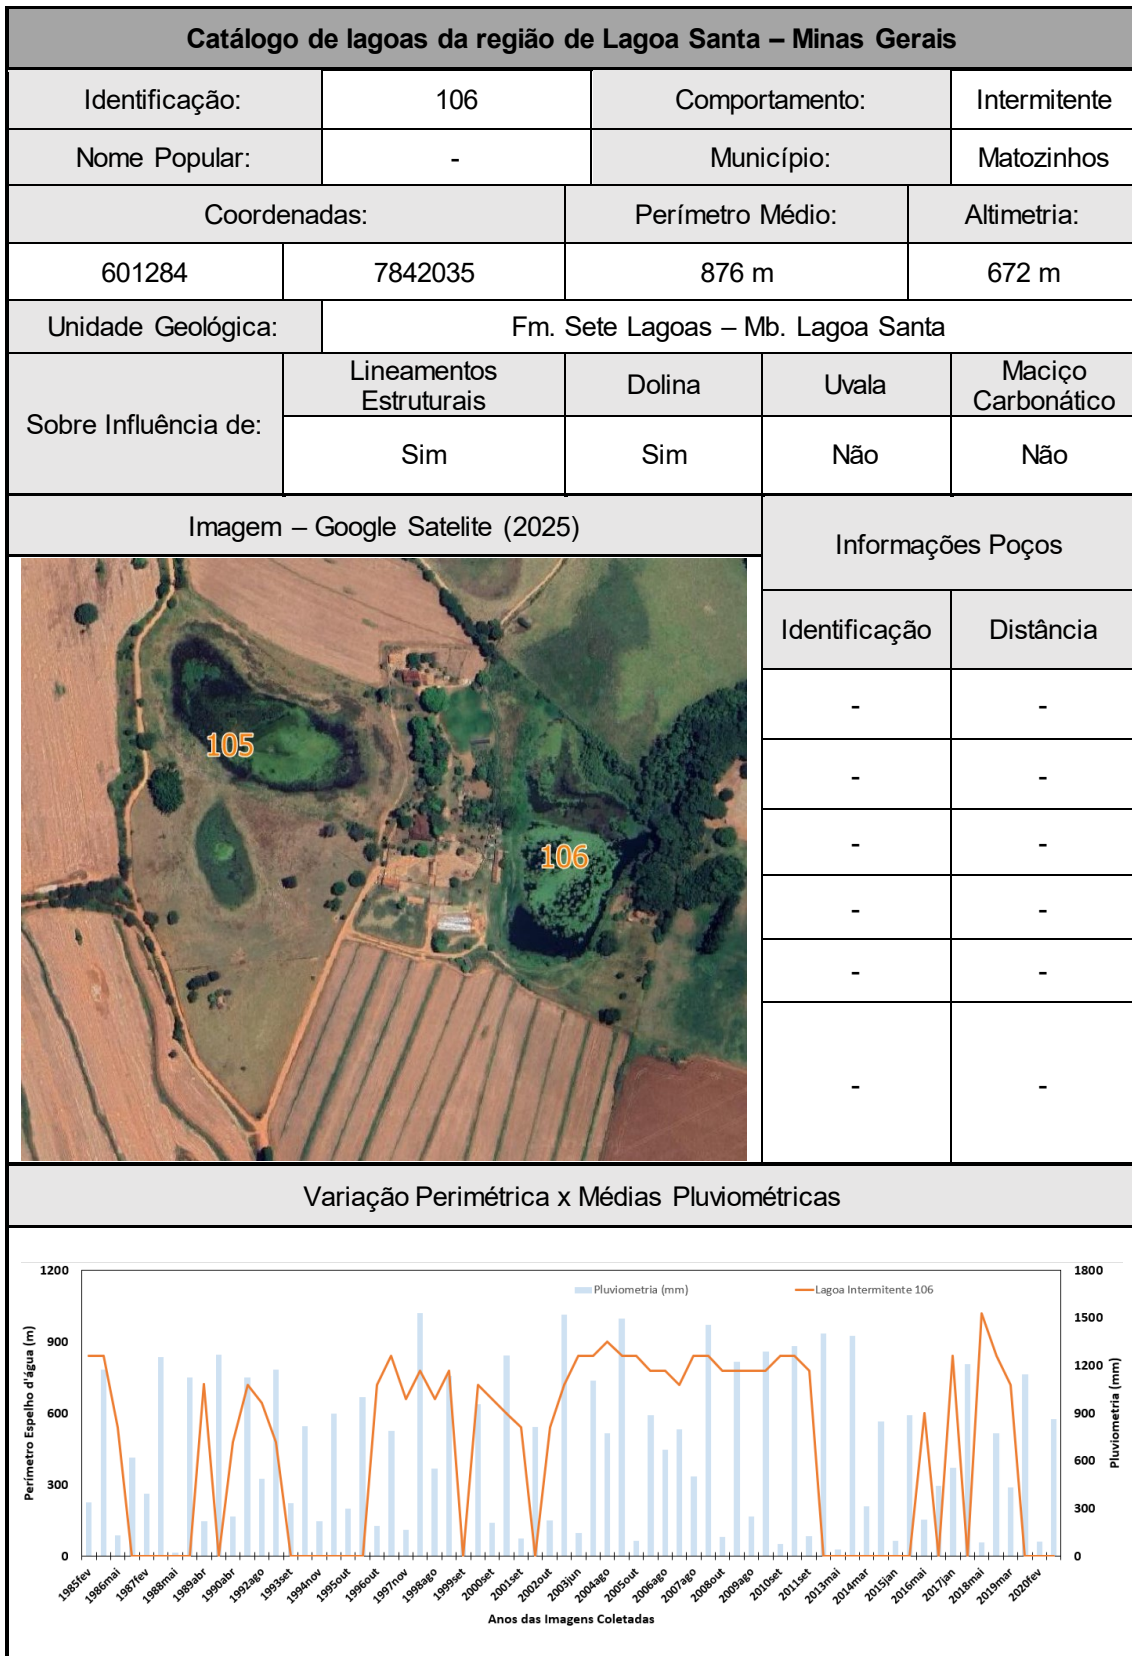 Catálogo de lagoas da região de Lagoa Santa – Minas Gerais
Identificação: 106 Comportamento: Intermitente
Nome Popular: - Município: Matozinhos
Coordenadas: Perímetro Médio: Altimetria:
601284 7842035 876 m 672 m
Unidade Geológica: Fm. Sete Lagoas – Mb. Lagoa Santa
Sobre Influência de:
Lineamentos
Estruturais
Dolina
Uvala
Maciço
Carbonático
Sim Sim Não Não
Imagem – Google Satelite (2025)
Informações Poços
Identificação Distância
- -
- -
- -
- -
- -
- -
105
106
Variação Perimétrica x Médias Pluviométricas
Pluviometria (mm) Lagoa Intermitente 106
Perímetro Espelho d'água (m)
1200
900
600
300
0
1800
1500
1200
900
600
300
0
Pluviometria (mm)
1985fev 1986mai 1987fev 1988mai 1989abr 1990abr 1992ago 1993set 1994nov 1995out 1996out 1997nov 1998ago 1999set 2000set 2001set 2002out 2003jun 2004ago 2005out 2006ago 2007ago 2008out 2009ago 2010set 2011set 2013mai 2014mar 2015jan 2016mai 2017jan 2018mai 2019mar 2020fev
Anos das Imagens Coletadas